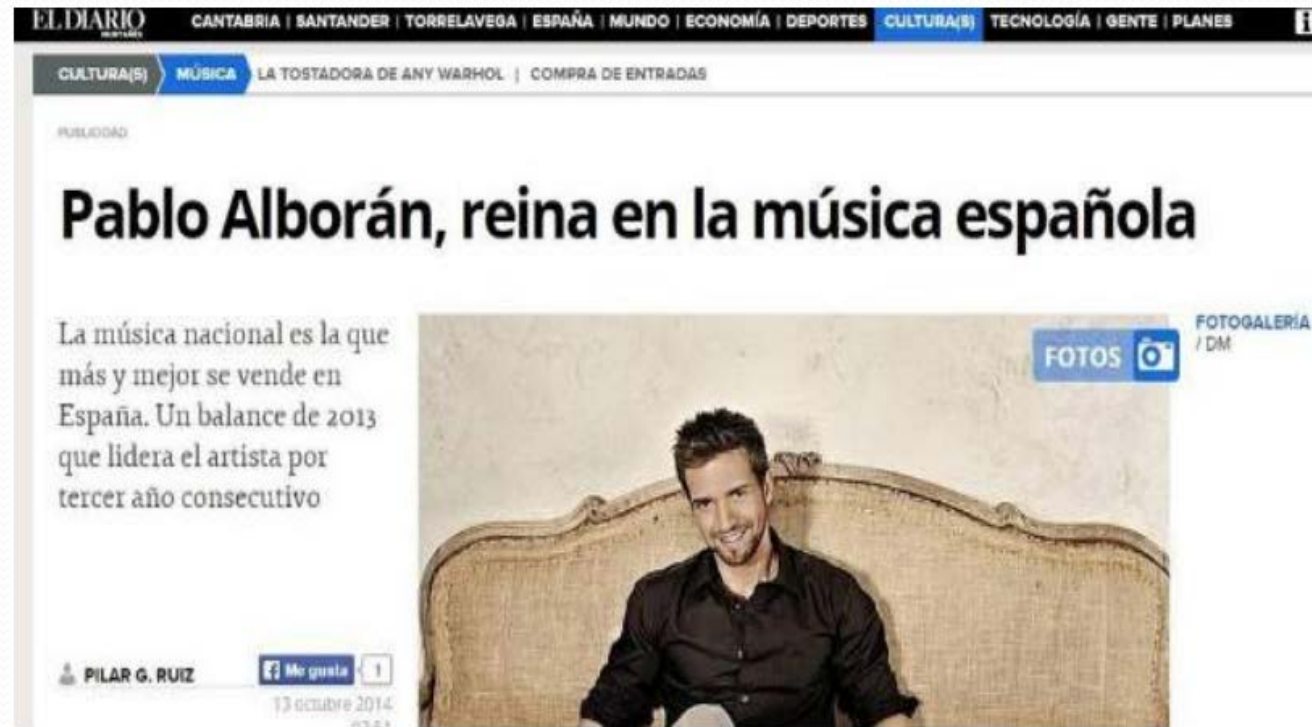 EL DIARIO
MONTAÑÉS
CANTABRIA | SANTANDER | TORRELAVEGA | ESPAÑA | MUNDO | ECONOMÍA | DEPORTES CULTURA(S) TECNOLOGÍA | GENTE | PLANES
CULTURA(S) MÚSICA LA TOSTADORA DE ANY WARHOL | COMPRA DE ENTRADAS
PUBLICIDAD
Pablo Alborán, reina en la música española
La música nacional es la que
más y mejor se vende en
España. Un balance de 2013
que lidera el artista por
tercer año consecutivo
FOTOS
FOTOGALERÍA
/ DM
PILAR G. RUIZ
Me gusta 1
13 octubre 2014